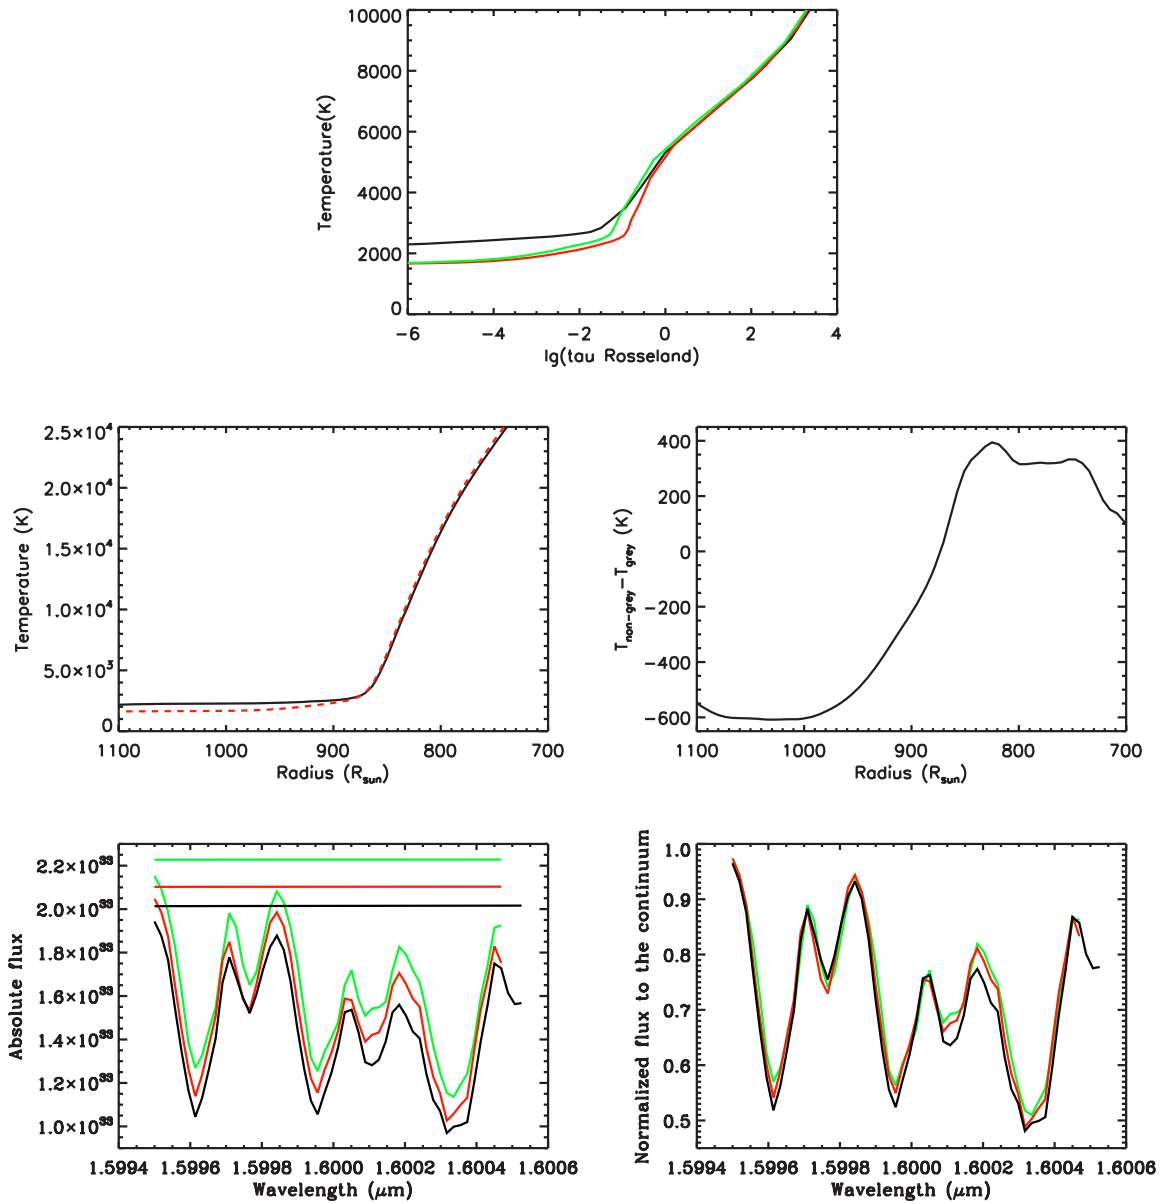 10000
8000
6000
4000
2000
0
Temperature(K)
−6 −4 −2 0 2 4
lg(tau Rosseland)
2.5×10⁴
2.0×10⁴
1.5×10⁴
1.0×10⁴
5.0×10³
0
Temperature (K)
1100 1000 900 800 700
Radius (R_sun)
400
200
0
−200
−400
−600
T_non−grey−T_grey (K)
1100 1000 900 800 700
Radius (R_sun)
2.2×10³³
2.0×10³³
1.8×10³³
1.6×10³³
1.4×10³³
1.2×10³³
1.0×10³³
Absolute flux
1.5994 1.5996 1.5998 1.6000 1.6002 1.6004 1.6006
Wavelength (μm)
1.0
0.9
0.8
0.7
0.6
0.5
Normalized flux to the continuum
1.5994 1.5996 1.5998 1.6000 1.6002 1.6004 1.6006
Wavelength (μm)